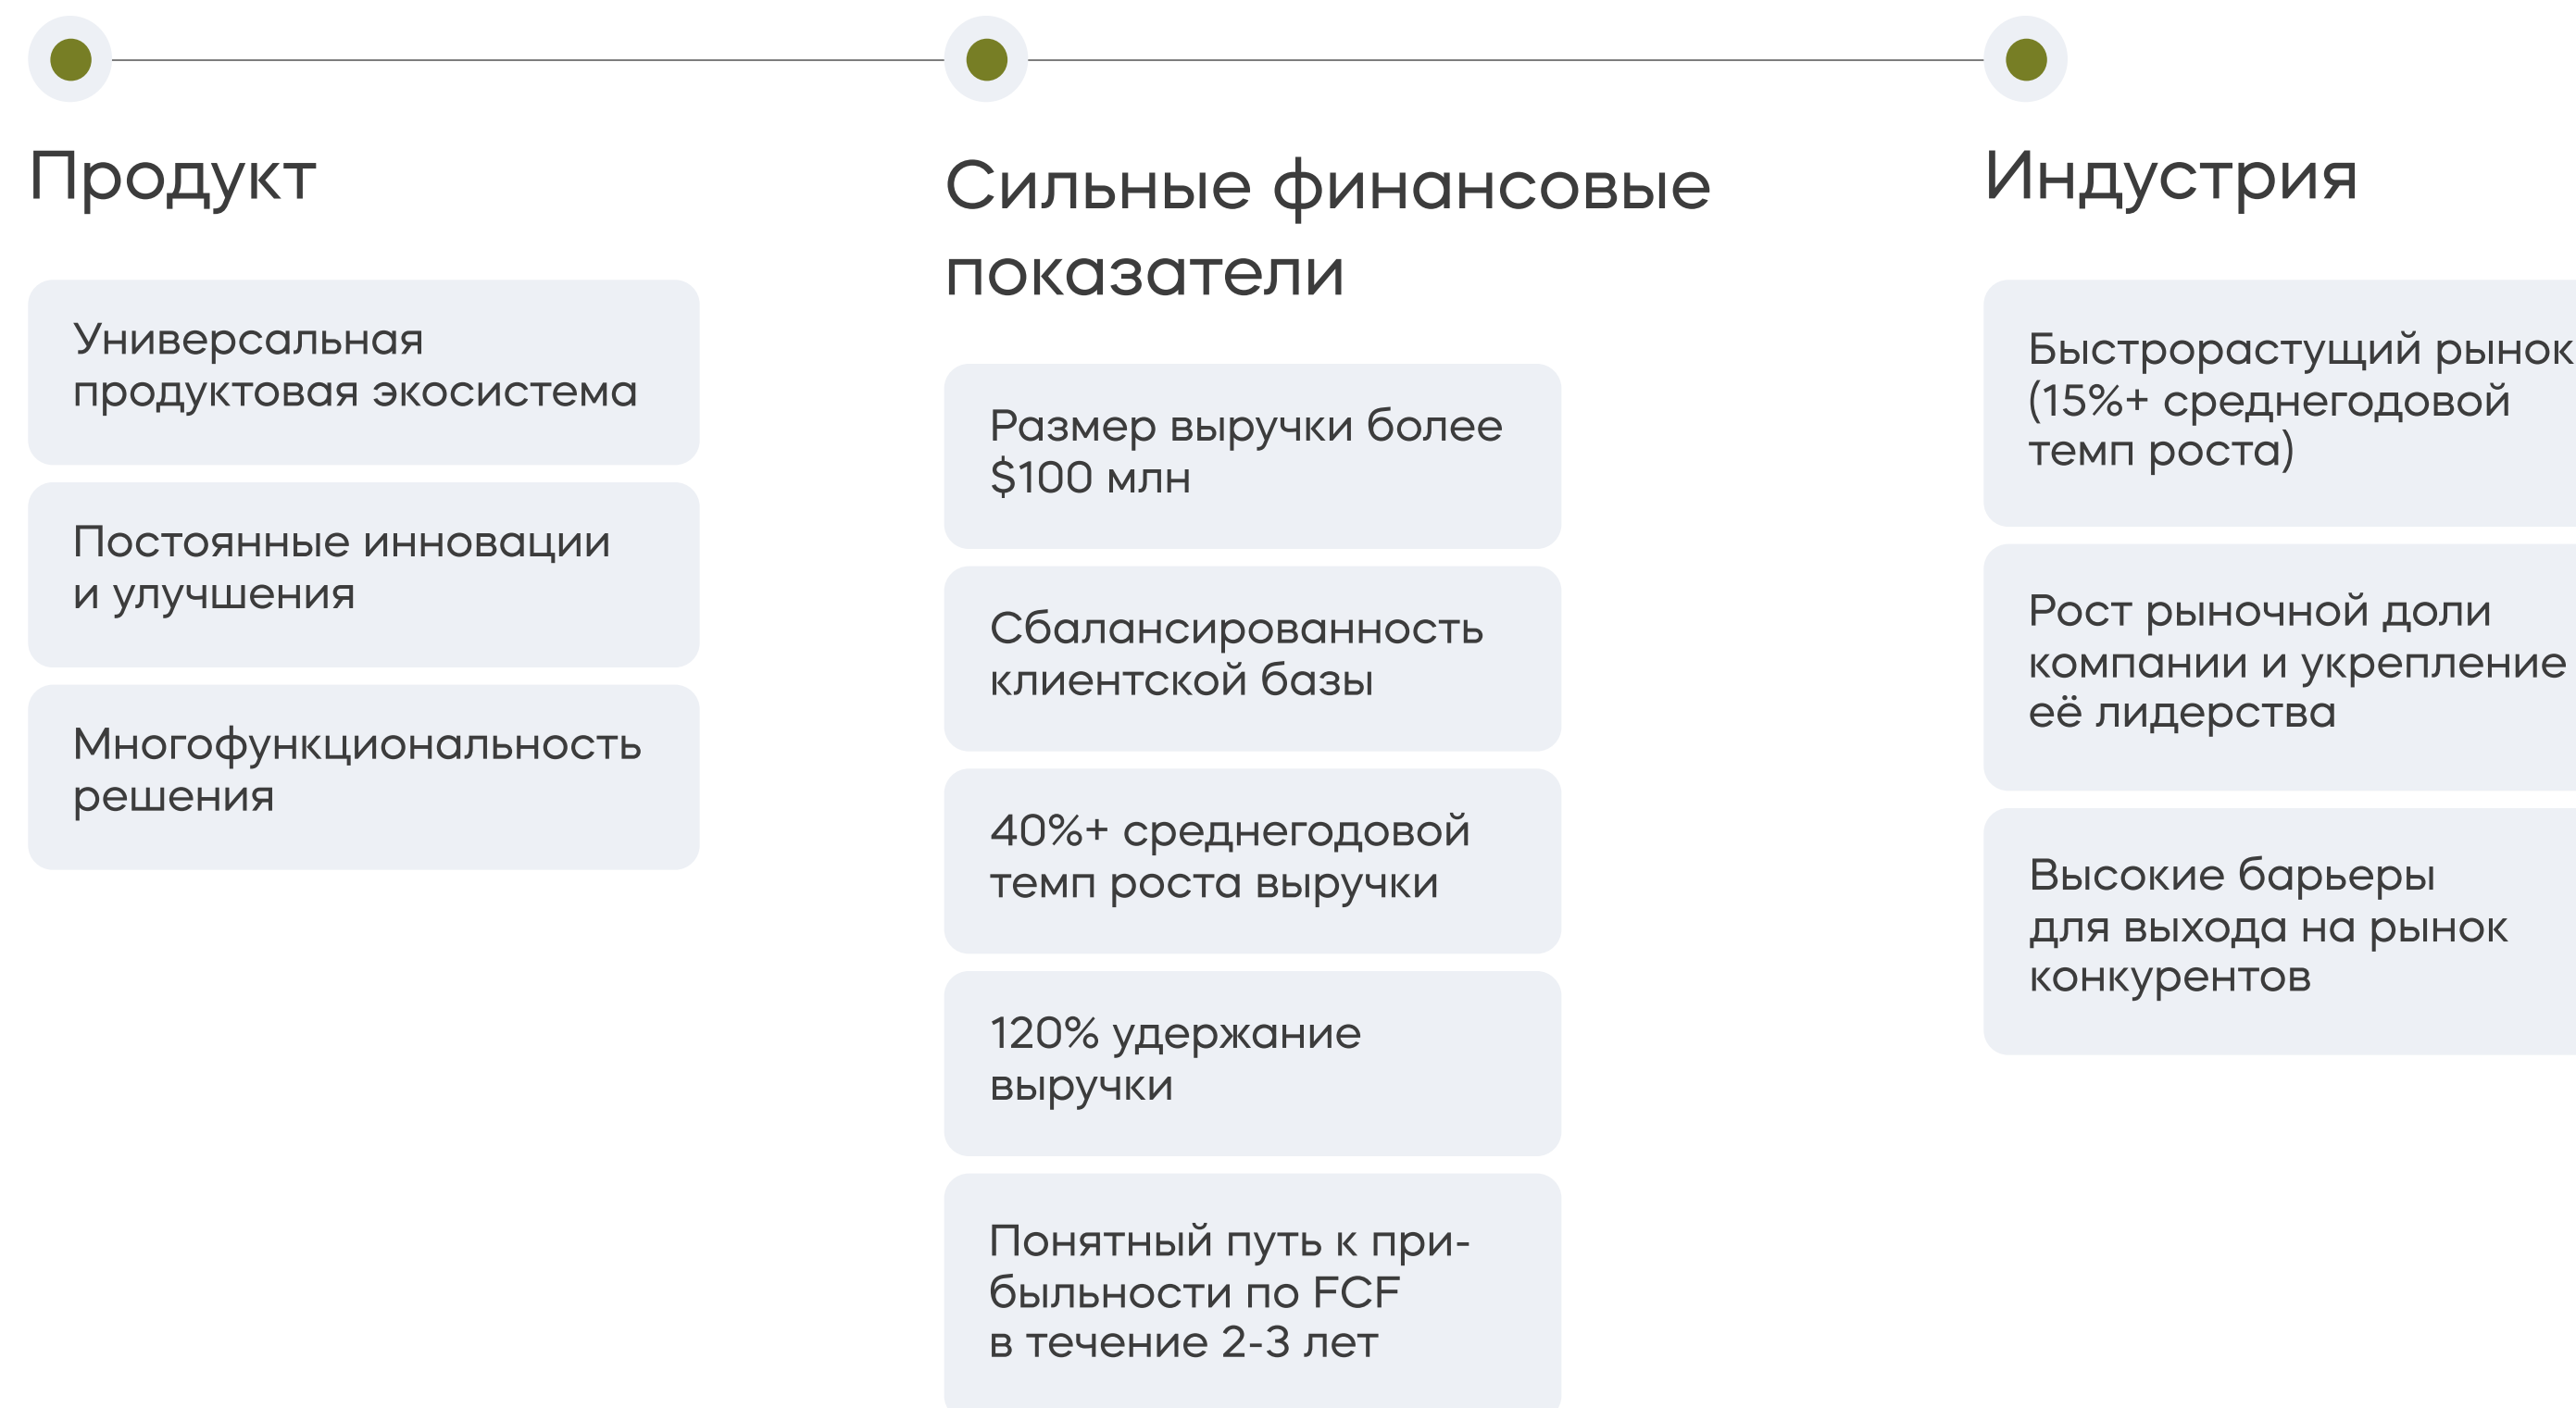 Продукт
Универсальная
продуктовая экосистема
Постоянные инновации
и улучшения
Многофункциональность
решения
Сильные финансовые
показатели
Размер выручки более
$100 млн
Сбалансированность
клиентской базы
40%+ среднегодовой
темп роста выручки
120% удержание
выручки
Понятный путь к при-
быльности по FCF
в течение 2-3 лет
Индустрия
Быстрорастущий рынок
(15%+ среднегодовой
темп роста)
Рост рыночной доли
компании и укрепление
её лидерства
Высокие барьеры
для выхода на рынок
конкурентов